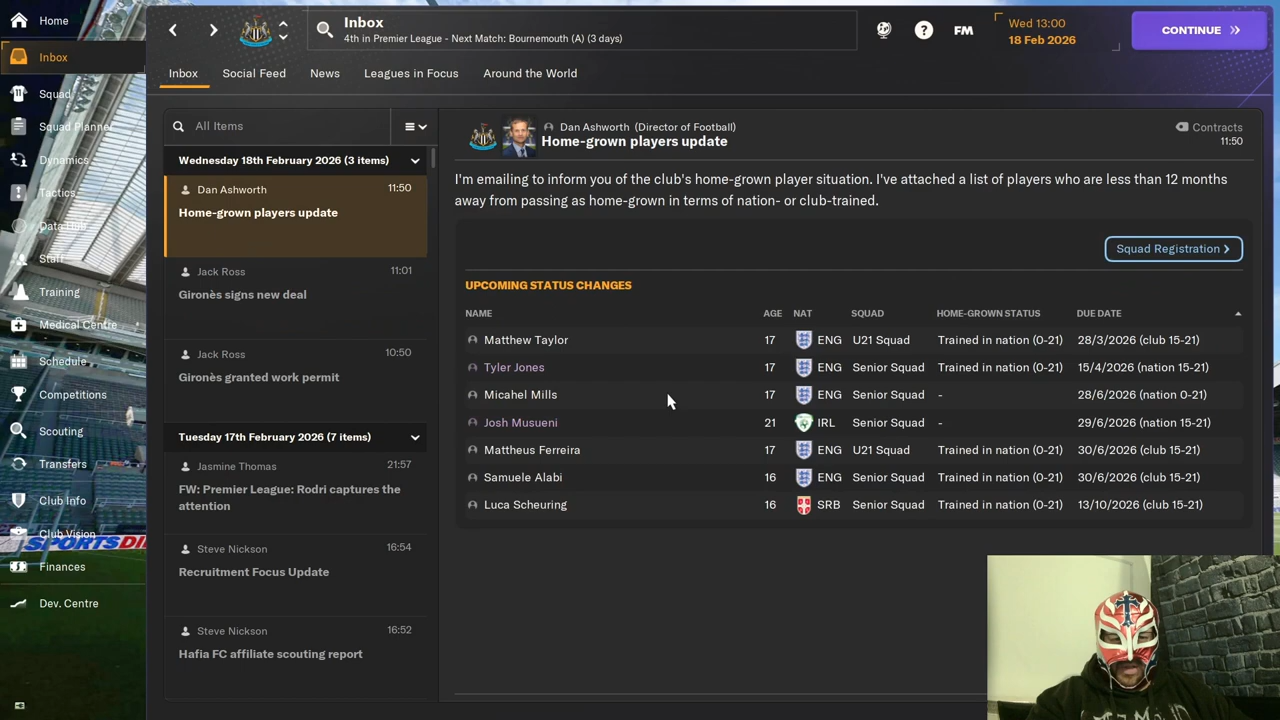 Home
Inbox
Squad
Squad Planner
Dynamics
Tactics
Data Hub
Staff
Training
Medical Centre
Schedule
Competitions
Scouting
Transfers
Club Info
Club Vision
SPORTSDI
Finances
Dev. Centre
Inbox
4th in Premier League - Next Match: Bournemouth (A) (3 days)
?
FM
Wed 13:00
18 Feb 2026
CONTINUE
Inbox
Social Feed
News
Leagues in Focus
Around the World
All Items
Wednesday 18th February 2026 (3 items)
Dan Ashworth 11:50
Home-grown players update
Jack Ross 11:01
Gironès signs new deal
Jack Ross 10:50
Gironès granted work permit
Tuesday 17th February 2026 (7 items)
Jasmine Thomas 21:57
FW: Premier League: Rodri captures the
attention
Steve Nickson 16:54
Recruitment Focus Update
Steve Nickson 16:52
Hafia FC affiliate scouting report
Dan Ashworth (Director of Football)
Home-grown players update
Contracts
11:50
I'm emailing to inform you of the club's home-grown player situation. I've attached a list of players who are less than 12 months
away from passing as home-grown in terms of nation- or club-trained.
Squad Registration
UPCOMING STATUS CHANGES
NAME AGE NAT SQUAD HOME-GROWN STATUS DUE DATE
Matthew Taylor 17 ENG U21 Squad Trained in nation (0-21) 28/3/2026 (club 15-21)
Tyler Jones 17 ENG Senior Squad Trained in nation (0-21) 15/4/2026 (nation 15-21)
Micahel Mills 17 ENG Senior Squad - 28/6/2026 (nation 0-21)
Josh Musueni 21 IRL Senior Squad - 29/6/2026 (nation 15-21)
Mattheus Ferreira 17 ENG U21 Squad Trained in nation (0-21) 30/6/2026 (club 15-21)
Samuele Alabi 16 ENG Senior Squad Trained in nation (0-21) 30/6/2026 (club 15-21)
Luca Scheuring 16 SRB Senior Squad Trained in nation (0-21) 13/10/2026 (club 15-21)